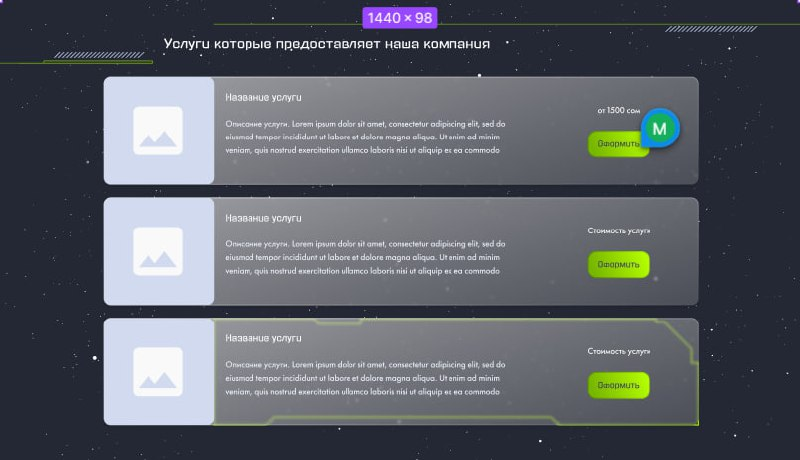 1440 × 98
Услуги которые предоставляет наша компания
Название услуги
Описание услуги. Lorem ipsum dolor sit amet, consectetur adipiscing elit, sed do
eiusmod tempor incididunt ut labore et dolore magna aliqua. Ut enim ad minim
veniam, quis nostrud exercitation ullamco laboris nisi ut aliquip ex ea commodo
от 1500 сом
M
Оформить
Название услуги
Описание услуги. Lorem ipsum dolor sit amet, consectetur adipiscing elit, sed do
eiusmod tempor incididunt ut labore et dolore magna aliqua. Ut enim ad minim
veniam, quis nostrud exercitation ullamco laboris nisi ut aliquip ex ea commodo
Стоимость услуги
Оформить
Название услуги
Описание услуги. Lorem ipsum dolor sit amet, consectetur adipiscing elit, sed do
eiusmod tempor incididunt ut labore et dolore magna aliqua. Ut enim ad minim
veniam, quis nostrud exercitation ullamco laboris nisi ut aliquip ex ea commodo
Стоимость услуги
Оформить